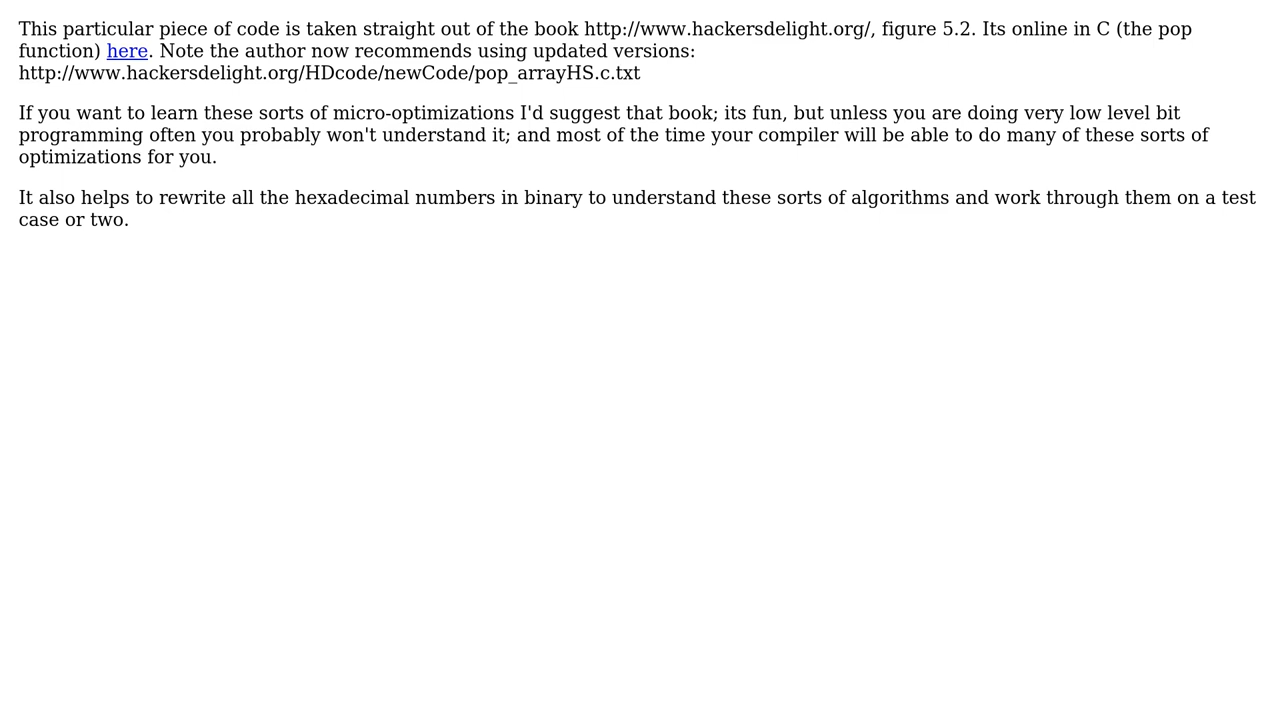 This particular piece of code is taken straight out of the book http://www.hackersdelight.org/, figure 5.2. Its online in C (the pop
function) here. Note the author now recommends using updated versions:
http://www.hackersdelight.org/HDcode/newCode/pop_arrayHS.c.txt
If you want to learn these sorts of micro-optimizations I'd suggest that book; its fun, but unless you are doing very low level bit
programming often you probably won't understand it; and most of the time your compiler will be able to do many of these sorts of
optimizations for you.
It also helps to rewrite all the hexadecimal numbers in binary to understand these sorts of algorithms and work through them on a test
case or two.